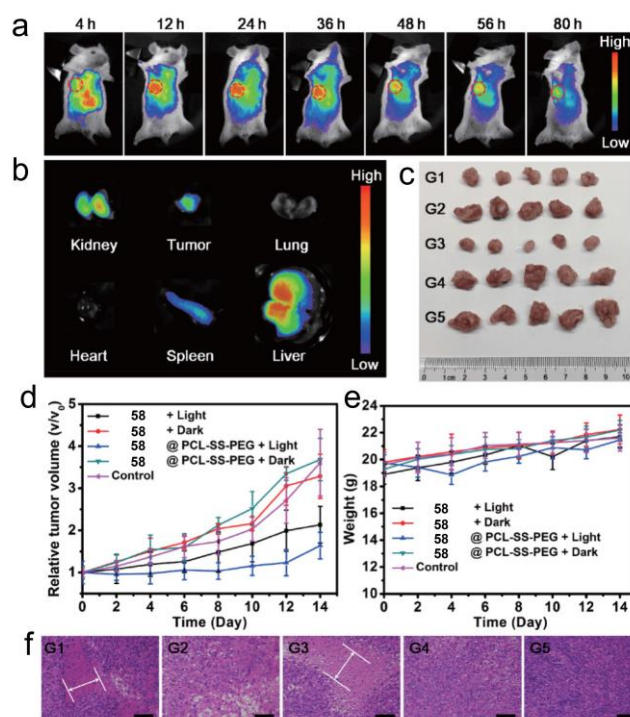 a
4 h 12 h 24 h 36 h 48 h 56 h 80 h
High
Low
b
High
Kidney Tumor Lung
Heart Spleen Liver
Low
c
G1
G2
G3
G4
G5
0 1cm 2 3 4 5 6 7 8 9 10
d
Relative tumor volume (v/v0)
5
4
3
2
1
0
58 + Light
58 + Dark
58 @ PCL-SS-PEG + Light
58 @ PCL-SS-PEG + Dark
Control
0 2 4 6 8 10 12 14
Time (Day)
e
Weight (g)
24
22
20
18
16
14
12
10
58 + Light
58 + Dark
58 @ PCL-SS-PEG + Light
58 @ PCL-SS-PEG + Dark
Control
0 2 4 6 8 10 12 14
Time (Day)
f
G1 G2 G3 G4 G5